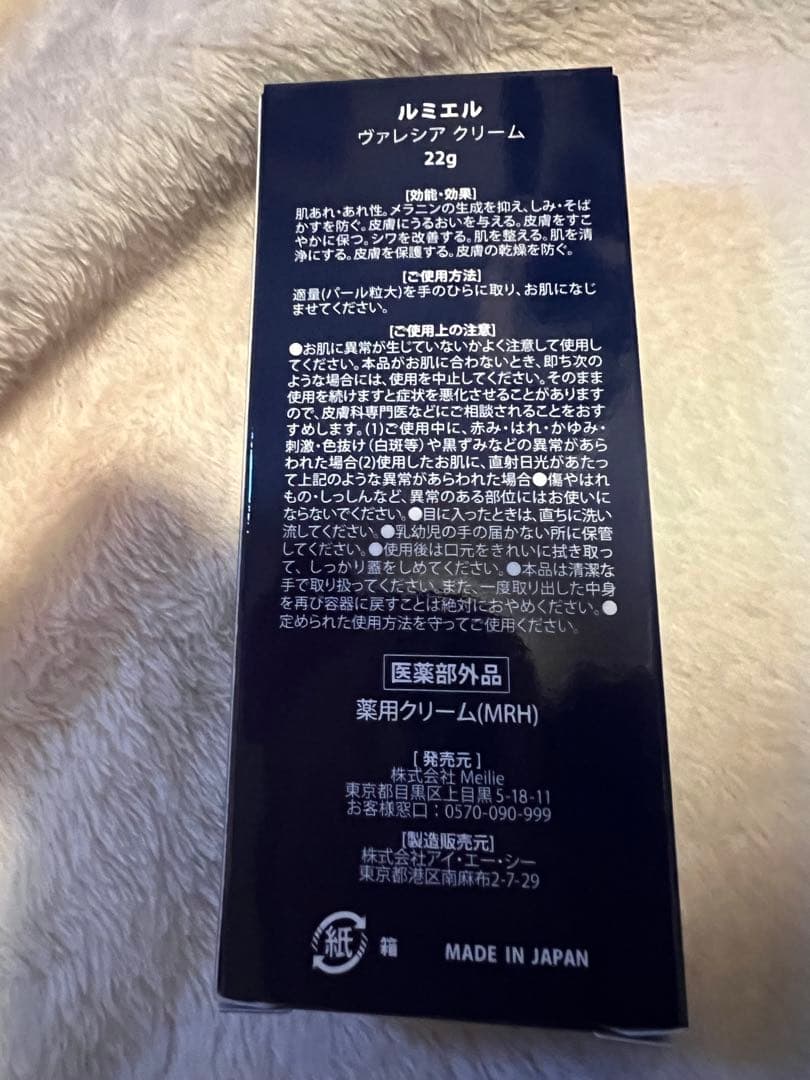 ルミエル
ヴァレシア クリーム
22g
[効能・効果]
肌あれ・あれ性。メラニンの生成を抑え、しみ・そば
かすを防ぐ。皮膚にうるおいを与える。皮膚をすこ
やかに保つ。シワを改善する。肌を整える。肌を清
浄にする。皮膚を保護する。皮膚の乾燥を防ぐ。
[ご使用方法]
適量(パール粒大)を手のひらに取り、お肌になじ
ませてください。
[ご使用上の注意]
●お肌に異常が生じていないかよく注意して使用し
てください。本品がお肌に合わないとき、即ち次の
ような場合には、使用を中止してください。そのまま
使用を続けますと症状を悪化させることがあります
ので、皮膚科専門医などにご相談されることをおす
すめします。(1)ご使用中に、赤み・はれ・かゆみ・
刺激・色抜け(白斑等)や黒ずみなどの異常があら
われた場合(2)使用したお肌に、直射日光があたっ
て上記のような異常があらわれた場合●傷やはれ
もの・しっしんなど、異常のある部位にはお使いに
ならないでください。●目に入ったときは、直ちに洗い
流してください。●乳幼児の手の届かない所に保管
してください。●使用後は口元をきれいに拭き取っ
て、しっかり蓋をしめてください。●本品は清潔な
手で取り扱ってください。また、一度取り出した中身
を再び容器に戻すことは絶対におやめください。●
定められた使用方法を守ってご使用ください。
医薬部外品
薬用クリーム(MRH)
[ 発売元 ]
株式会社 Meilie
東京都目黒区上目黒 5-18-11
お客様窓口：0570-090-999
[製造販売元]
株式会社アイ・エー・シー
東京都港区南麻布2-7-29
紙 箱 MADE IN JAPAN